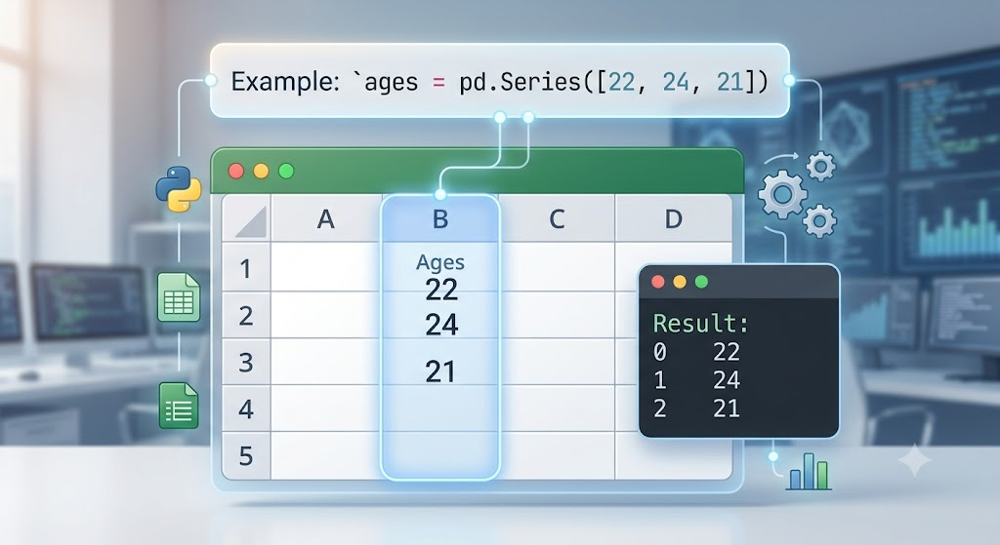 Example: `ages = pd.Series([22, 24, 21])
A B C D
1 Ages
22
2 24
3 21
4
5
Result:
0 22
1 24
2 21